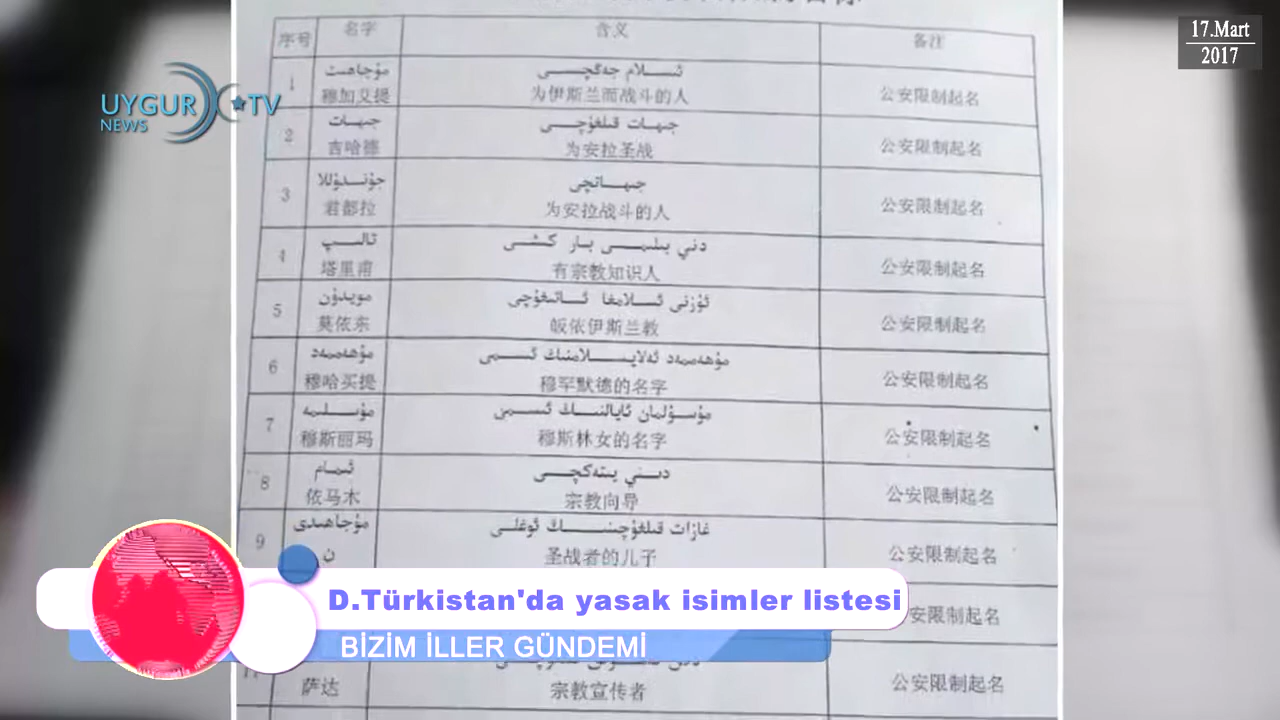 17.Mart
2017
UYGUR TV
NEWS
序号 名字 含义 备注
1 مۇجاھىت ئىسلام جەڭچىسى
穆加义提 为伊斯兰而战斗的人 公安限制起名
2 جىھات جىھات قىلغۇچى
吉哈德 为安拉圣战 公安限制起名
3 جۇندۇللا جىھاتچى
君都拉 为安拉战斗的人 公安限制起名
4 تالىپ دىنىي بىلىمى بار كىشى
塔里甫 有宗教知识人 公安限制起名
5 مويدۇن ئۆزنى ئىسلامغا ئاتىغۇچى
莫依东 皈依伊斯兰教 公安限制起名
6 مۇھەممەد مۇھەممەد ئەلەيھىسسالامنىڭ ئىسمى
穆哈买提 穆罕默德的名字 公安限制起名
7 مۇسلىمە مۇسۇلمان ئايالنىڭ ئىسمى
穆斯丽玛 穆斯林女的名字 公安限制起名
8 ئىمام دىنىي يىتەكچى
依马木 宗教向导 公安限制起名
9 مۇجاھىدى غازات قىلغۇچىنىڭ ئوغلى
ن 圣战者的儿子 公安限制起名
公安限制起名
D.Türkistan'da yasak isimler listesi
BİZİM İLLER GÜNDEMİ
萨达 宗教宣传者 公安限制起名